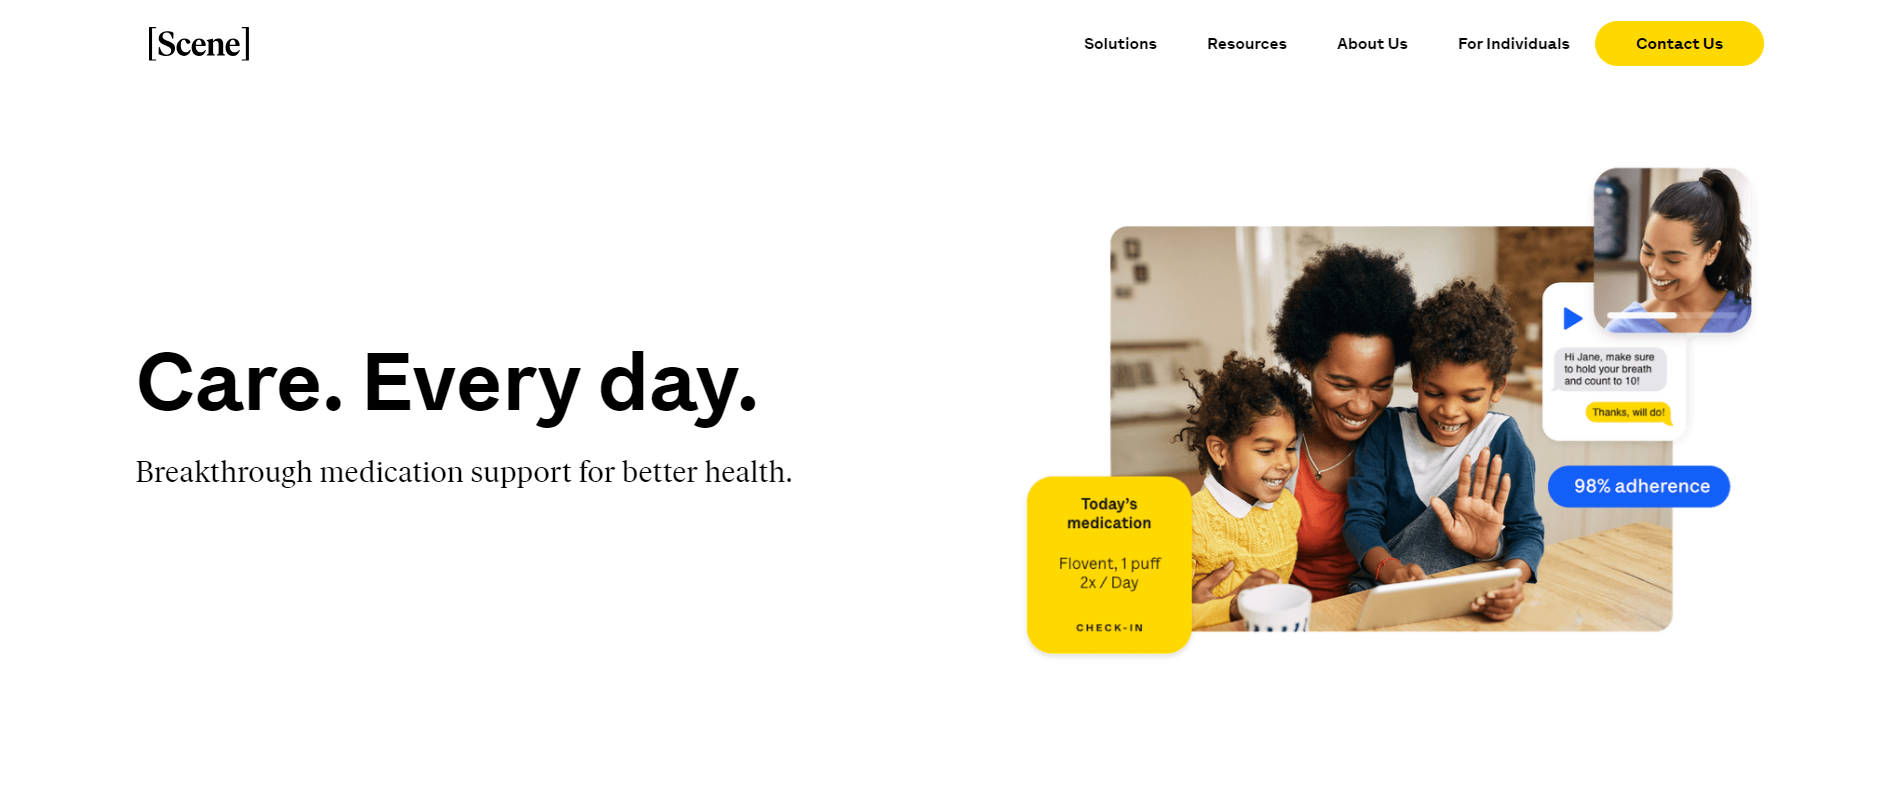 [Scene]
Solutions
Resources
About Us
For Individuals
Contact Us
Care. Every day.
Breakthrough medication support for better health.
Hi Jane, make sure
to hold your breath
and count to 10!
Thanks, will do!
98% adherence
Today's
medication
Flovent, 1 puff
2x / Day
CHECK-IN